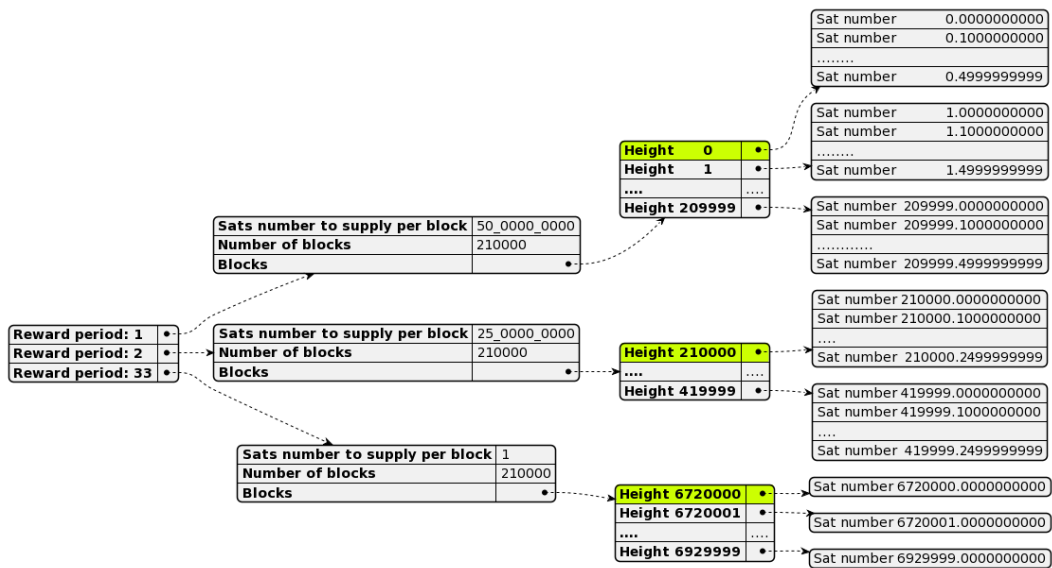 Reward period: 1
Reward period: 2
Reward period: 33
Sats number to supply per block 50_0000_0000
Number of blocks 210000
Blocks
Height 0
Height 1
.... ....
Height 209999
Sat number 0.0000000000
Sat number 0.1000000000
........
Sat number 0.4999999999
Sat number 1.0000000000
Sat number 1.1000000000
........
Sat number 1.4999999999
Sat number 209999.0000000000
Sat number 209999.1000000000
............
Sat number 209999.4999999999
Sats number to supply per block 25_0000_0000
Number of blocks 210000
Blocks
Height 210000
.... ....
Height 419999
Sat number 210000.0000000000
Sat number 210000.1000000000
....
Sat number 210000.2499999999
Sat number 419999.0000000000
Sat number 419999.1000000000
....
Sat number 419999.2499999999
Sats number to supply per block 1
Number of blocks 210000
Blocks
Height 6720000
Height 6720001
.... ....
Height 6929999
Sat number 6720000.0000000000
Sat number 6720001.0000000000
Sat number 6929999.0000000000